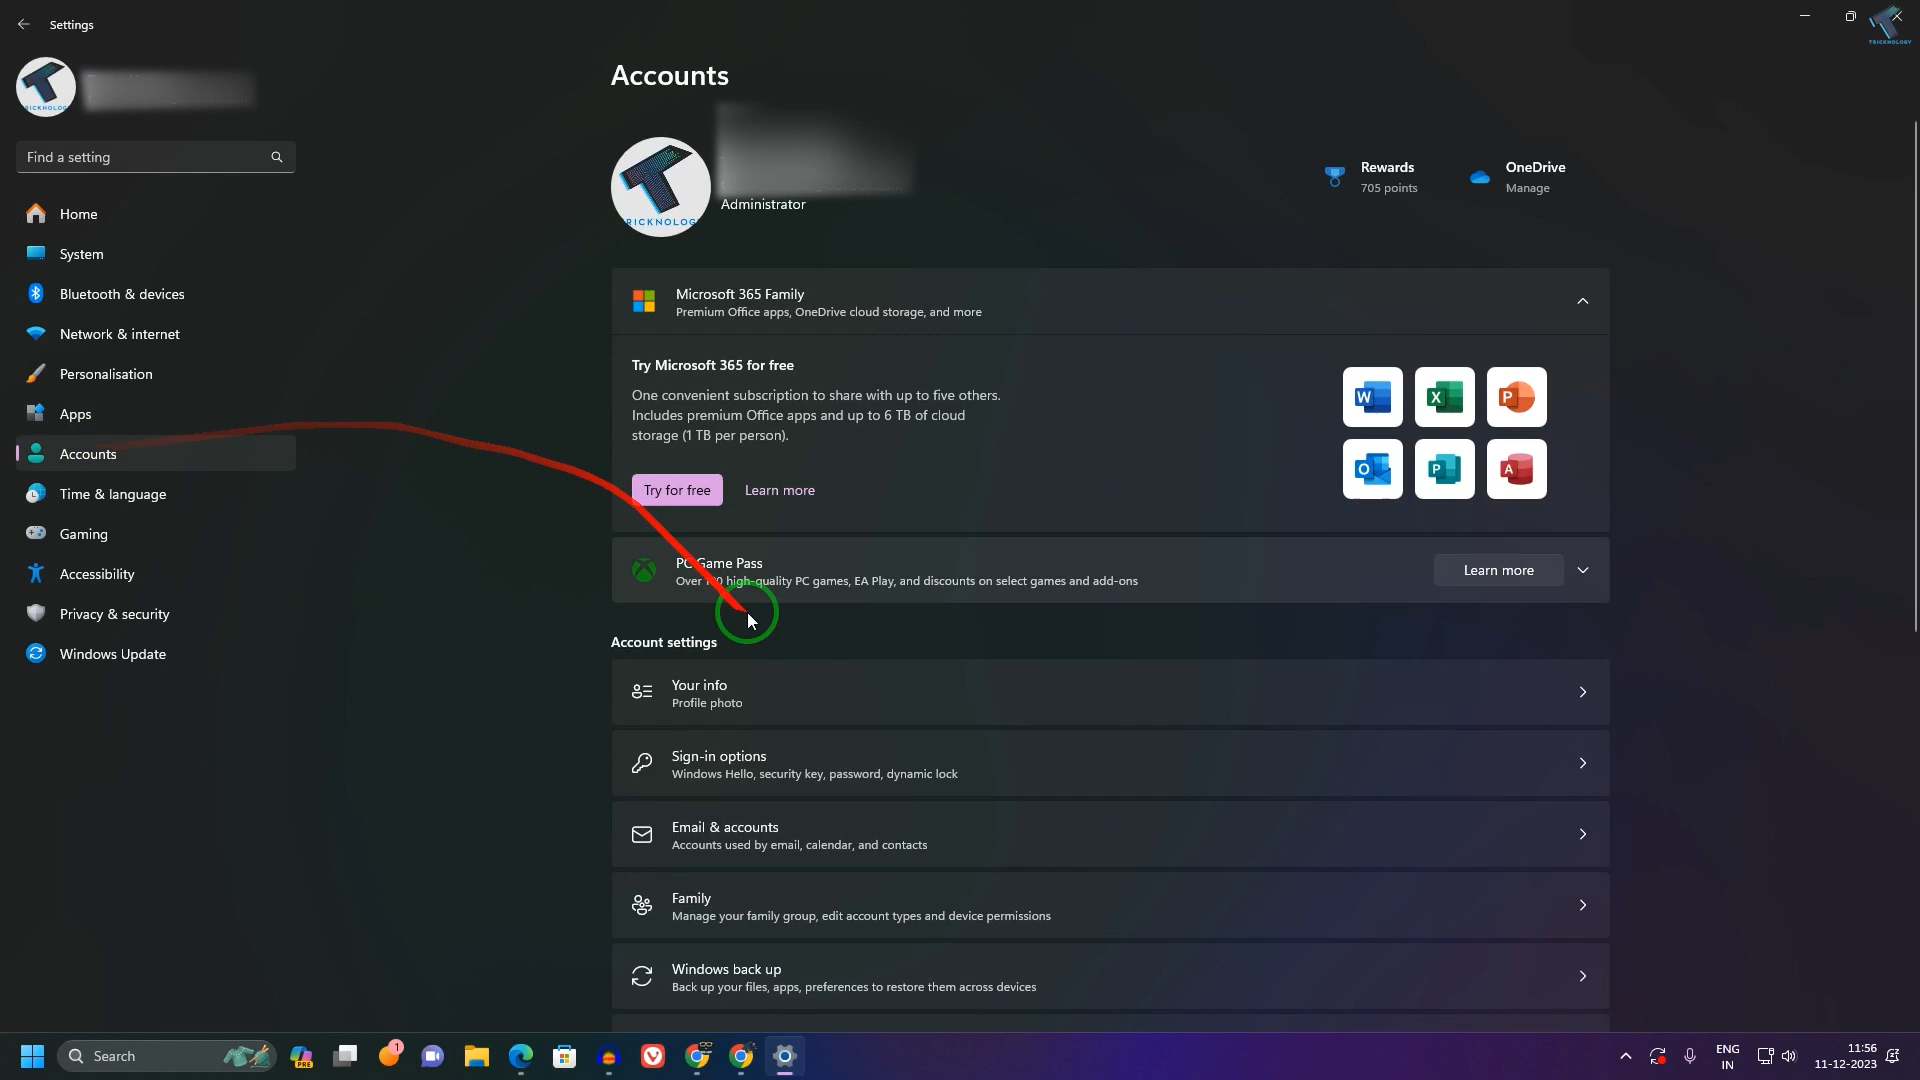 Settings
TRICKNOLOGY
Find a setting
Home
System
Bluetooth & devices
Network & internet
Personalisation
Apps
Accounts
Time & language
Gaming
Accessibility
Privacy & security
Windows Update
Accounts
RICKNOLOG
Administrator
Rewards
705 points
OneDrive
Manage
Microsoft 365 Family
Premium Office apps, OneDrive cloud storage, and more
Try Microsoft 365 for free
One convenient subscription to share with up to five others.
Includes premium Office apps and up to 6 TB of cloud
storage (1 TB per person).
Try for free
Learn more
W
X
P
O
P
A
PC Game Pass
Over 100 high-quality PC games, EA Play, and discounts on select games and add-ons
Learn more
Account settings
Your info
Profile photo
Sign-in options
Windows Hello, security key, password, dynamic lock
Email & accounts
Accounts used by email, calendar, and contacts
Family
Manage your family group, edit account types and device permissions
Windows back up
Back up your files, apps, preferences to restore them across devices
Search
PRE
1
ENG
IN
11:56
11-12-2023